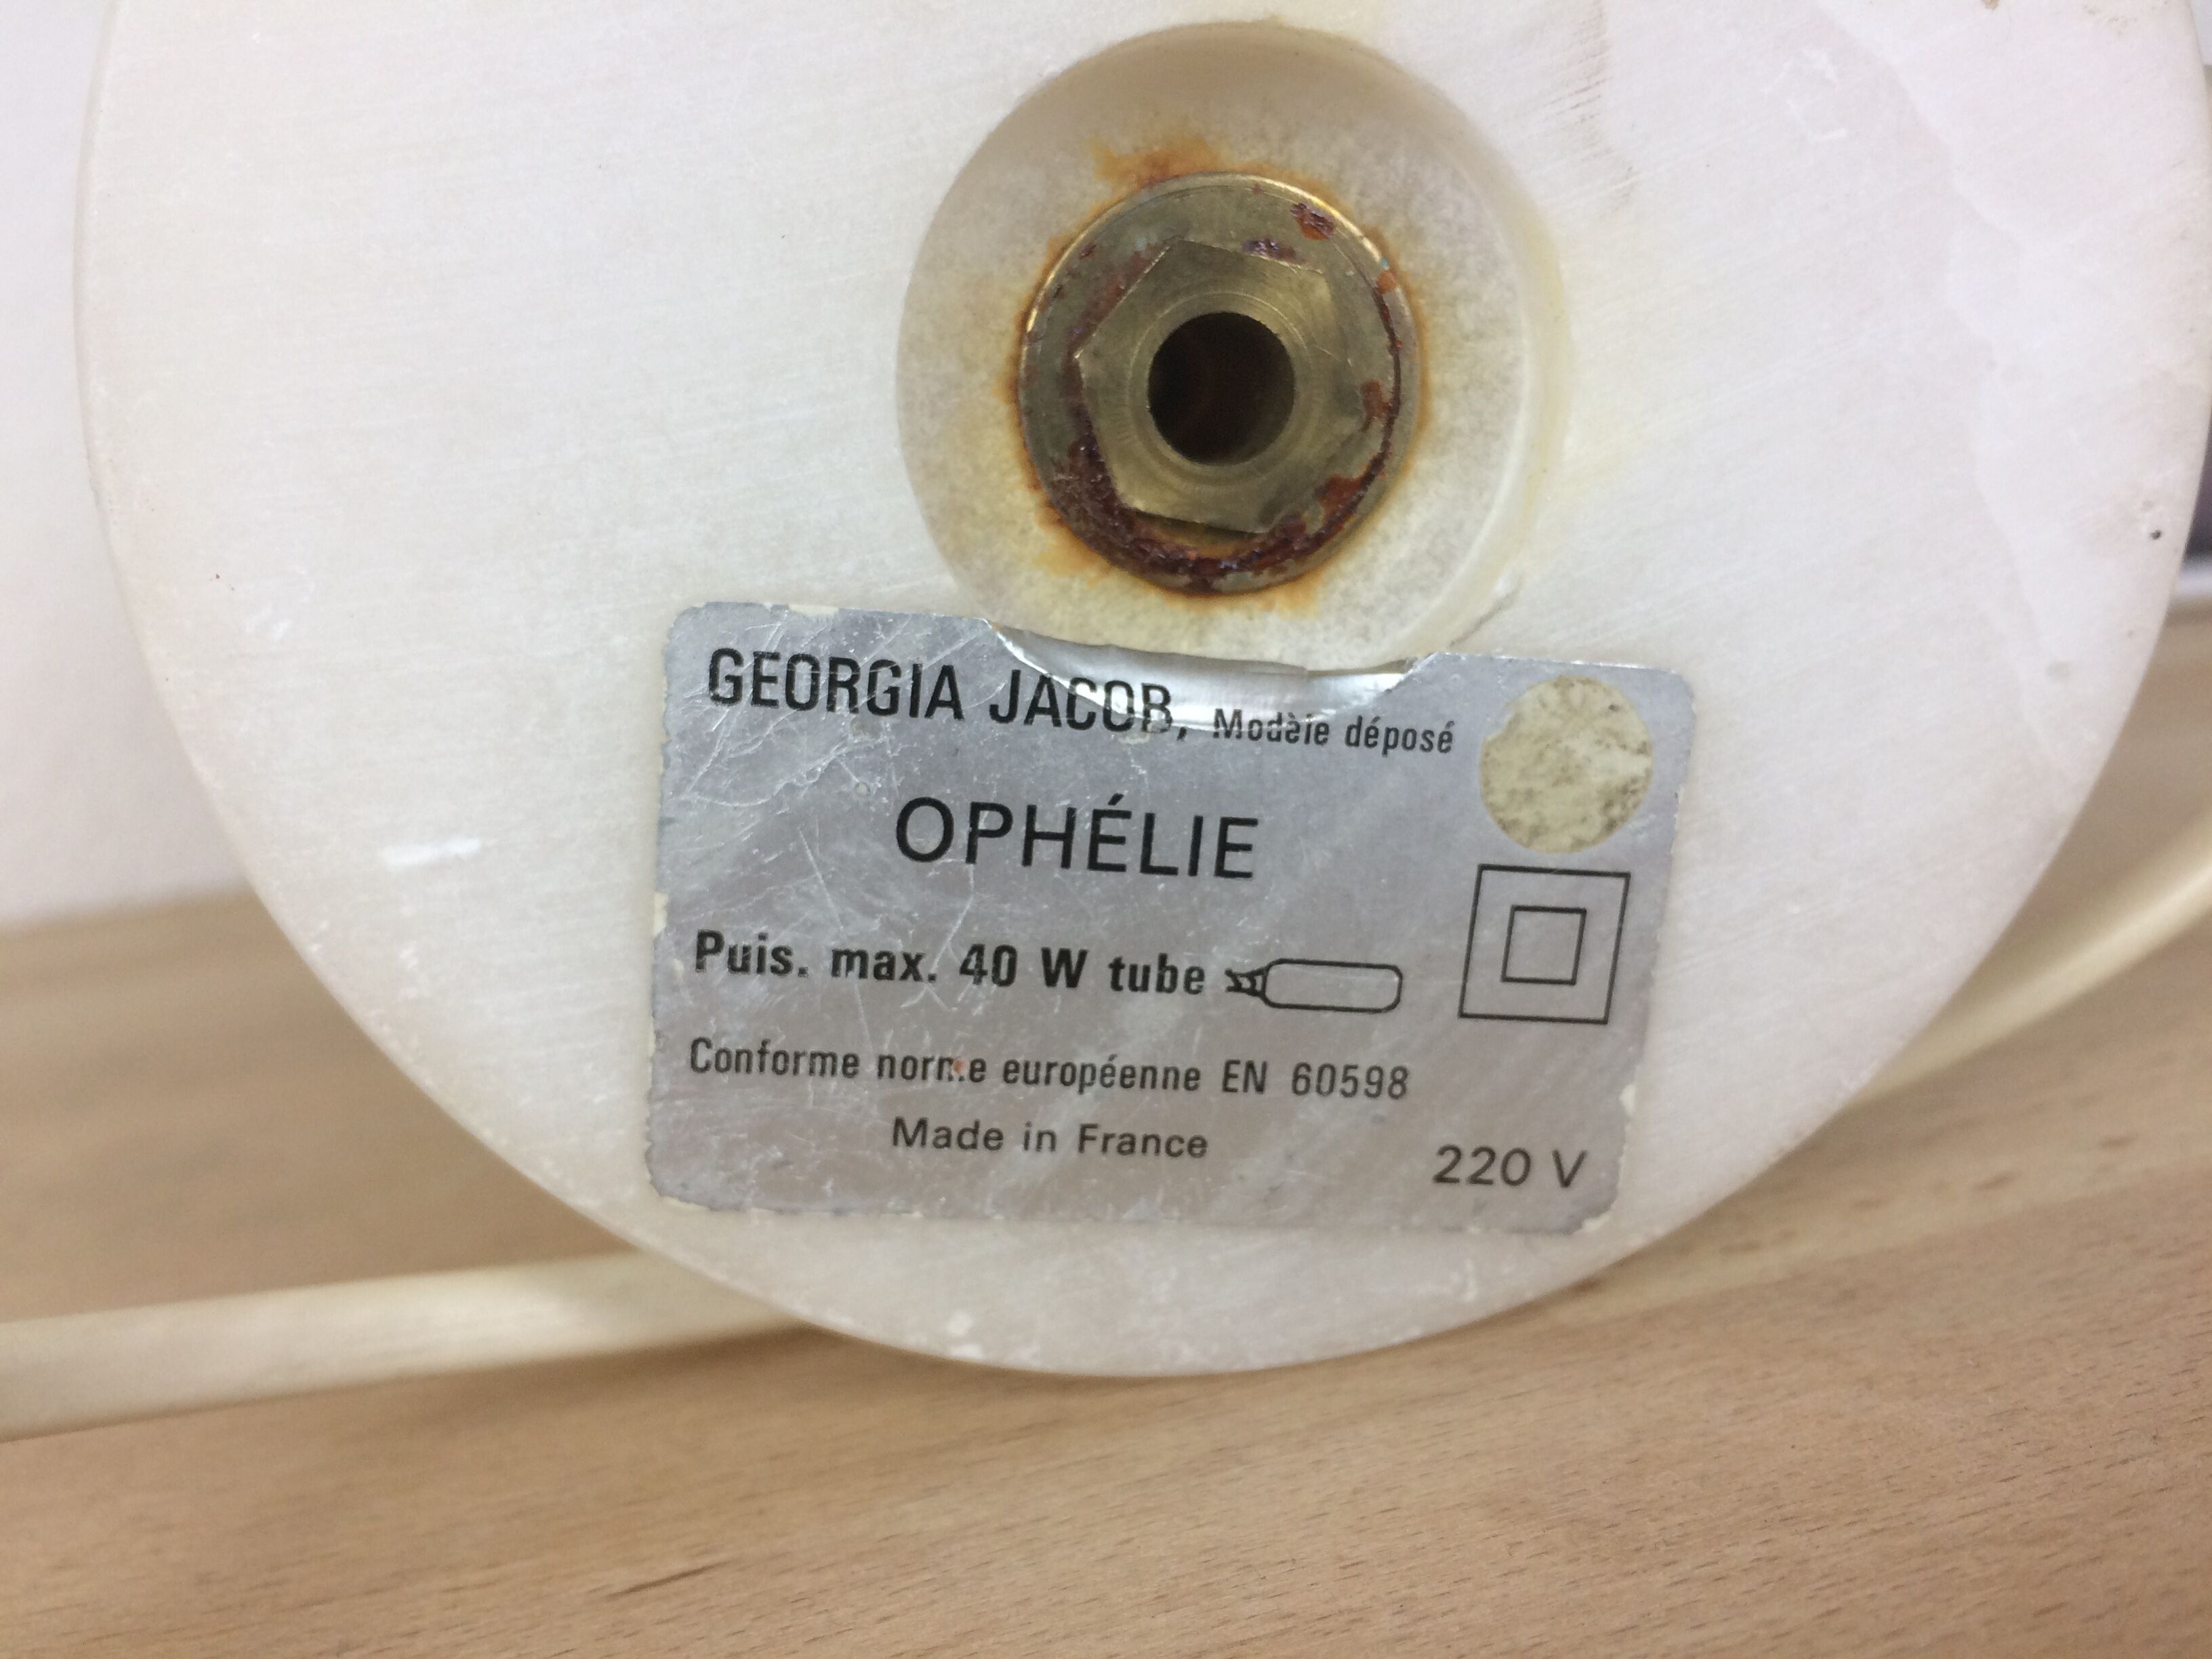 GEORGIA JACOB, Modèle déposé
OPHÉLIE
Puis. max. 40 W tube
Conforme norme européenne EN 60598
Made in France
220 V